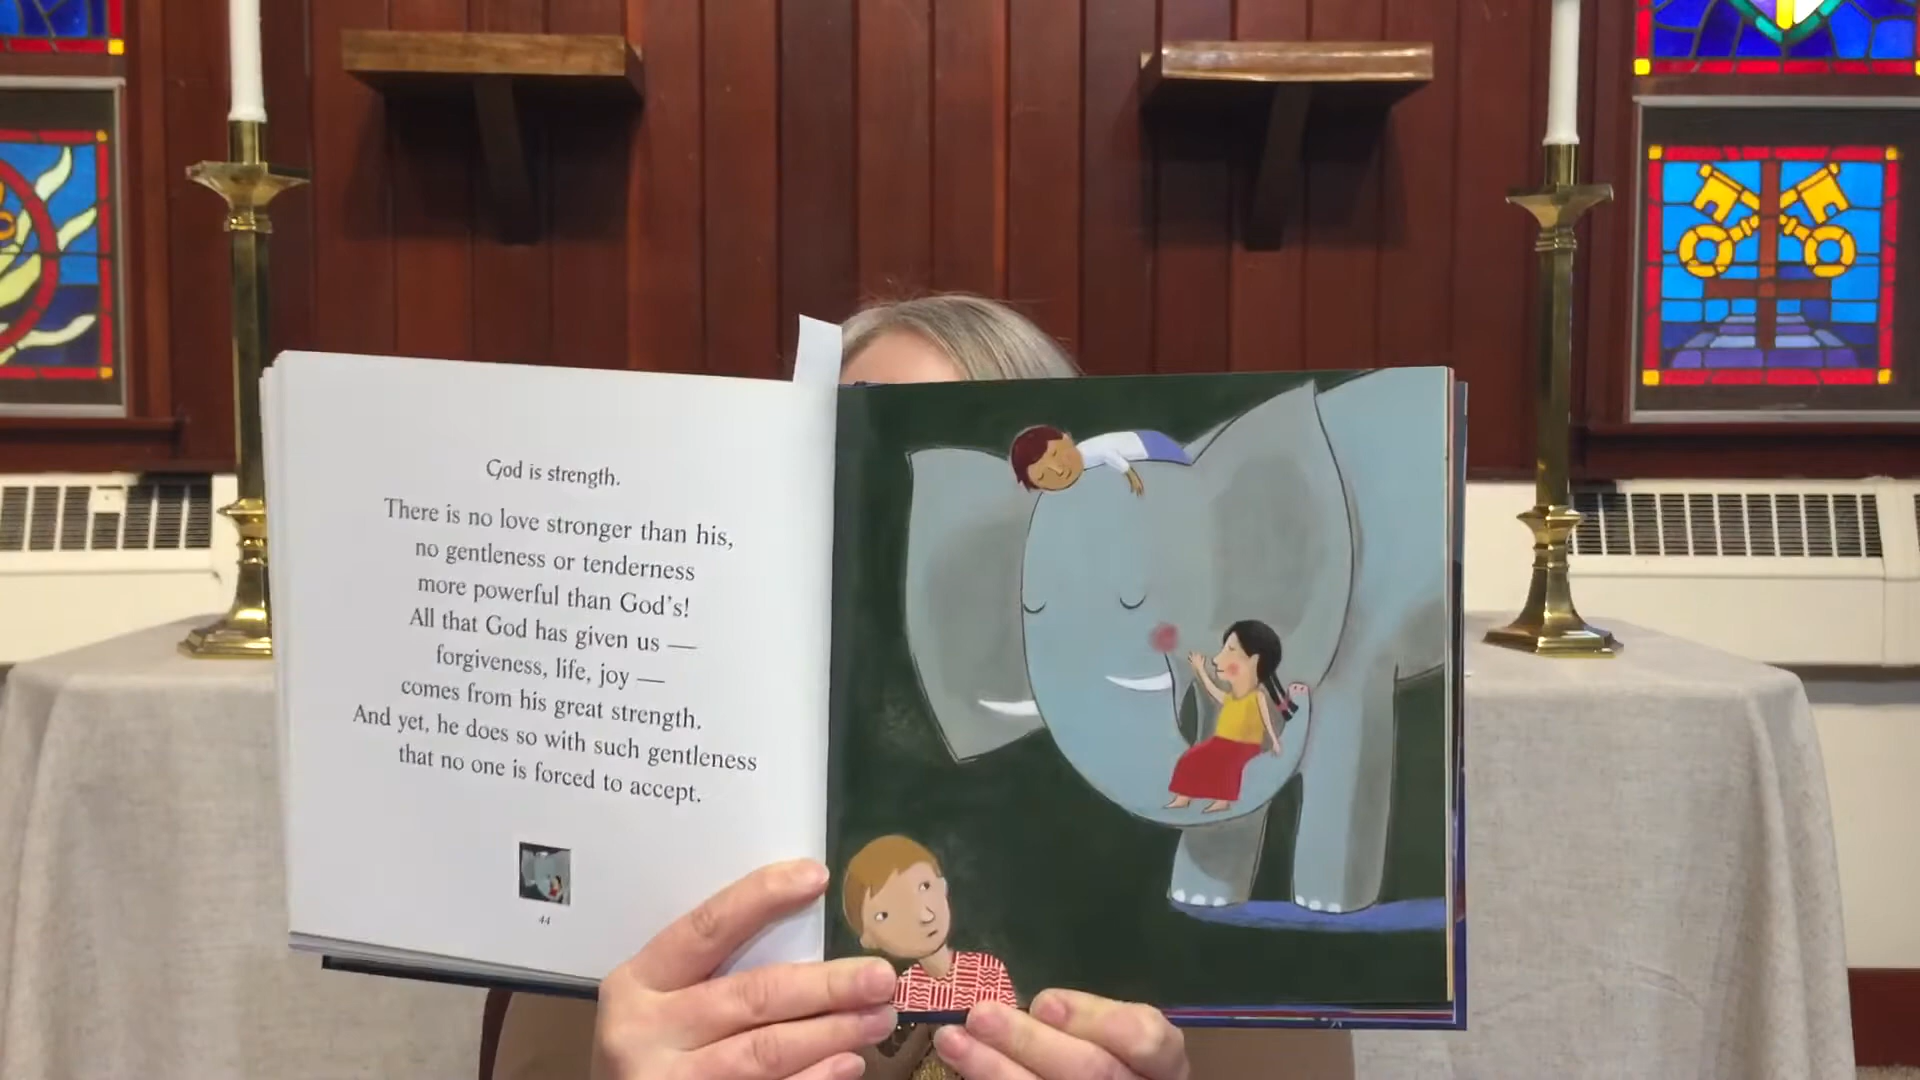 God is strength.
There is no love stronger than his,
no gentleness or tenderness
more powerful than God's!
All that God has given us —
forgiveness, life, joy —
comes from his great strength.
And yet, he does so with such gentleness
that no one is forced to accept.
44